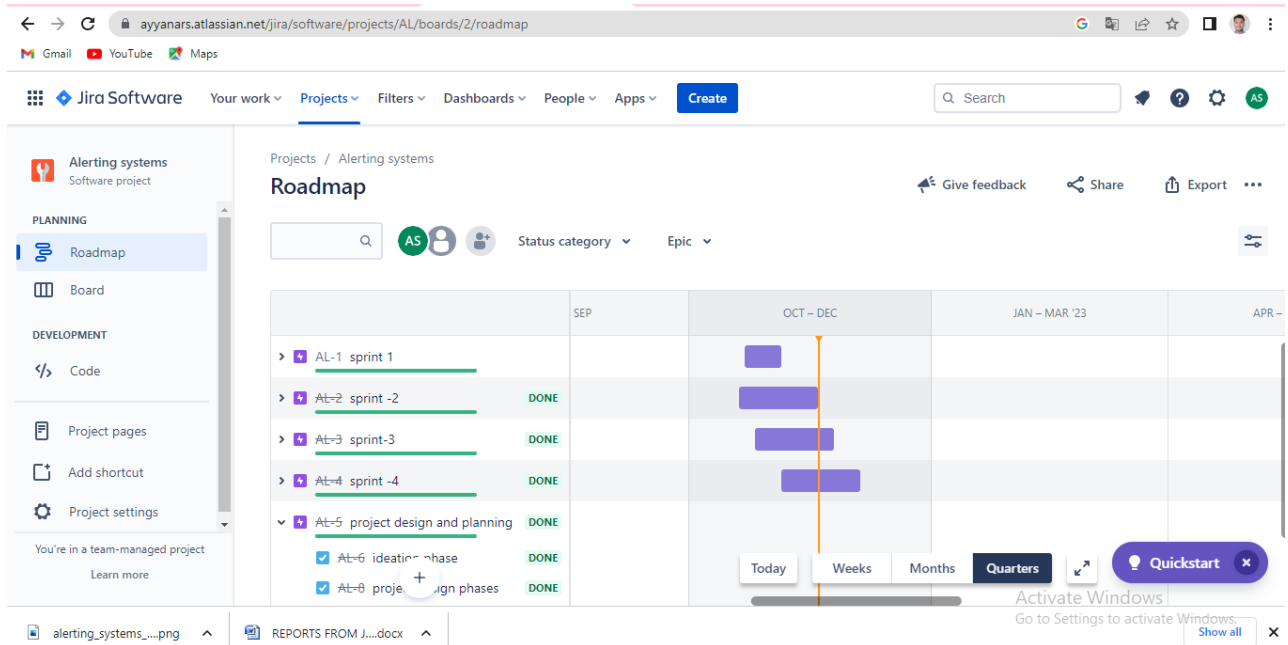 ayyanars.atlassian.net/jira/software/projects/AL/boards/2/roadmap
Gmail YouTube Maps
Jira Software Your work Projects Filters Dashboards People Apps Create Search AS
Alerting systems
Software project
PLANNING
Roadmap
Board
DEVELOPMENT
Code
Project pages
Add shortcut
Project settings
You're in a team-managed project
Learn more
Projects / Alerting systems
Roadmap
Give feedback Share Export
AS Status category Epic
SEP OCT – DEC JAN – MAR '23 APR –
AL-1 sprint 1
AL-2 sprint -2 DONE
AL-3 sprint-3 DONE
AL-4 sprint -4 DONE
AL-5 project design and planning DONE
AL-6 ideation phase DONE
AL-8 phases DONE
Today Weeks Months Quarters Quickstart
Activate Windows
Go to Settings to activate Windows.
alerting_systems_....png REPORTS FROM J....docx Show all